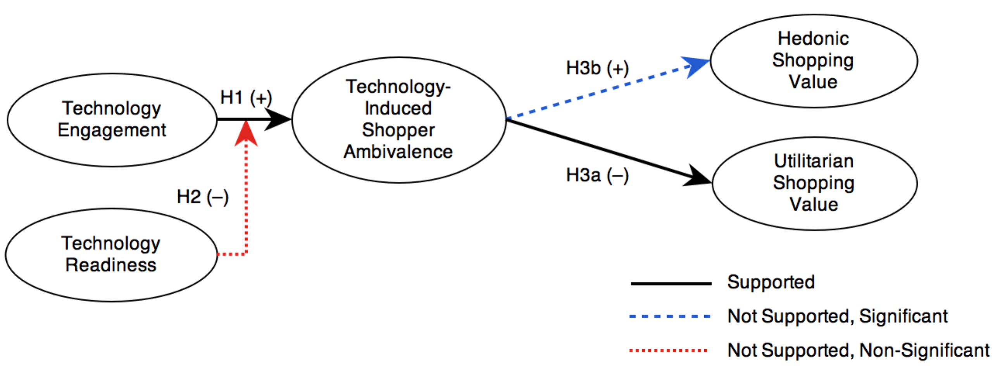 Technology
Engagement
H1 (+)
Technology-
Induced
Shopper
Ambivalence
H3b (+)
Hedonic
Shopping
Value
H3a (–)
Utilitarian
Shopping
Value
H2 (–)
Technology
Readiness
Supported
Not Supported, Significant
Not Supported, Non-Significant